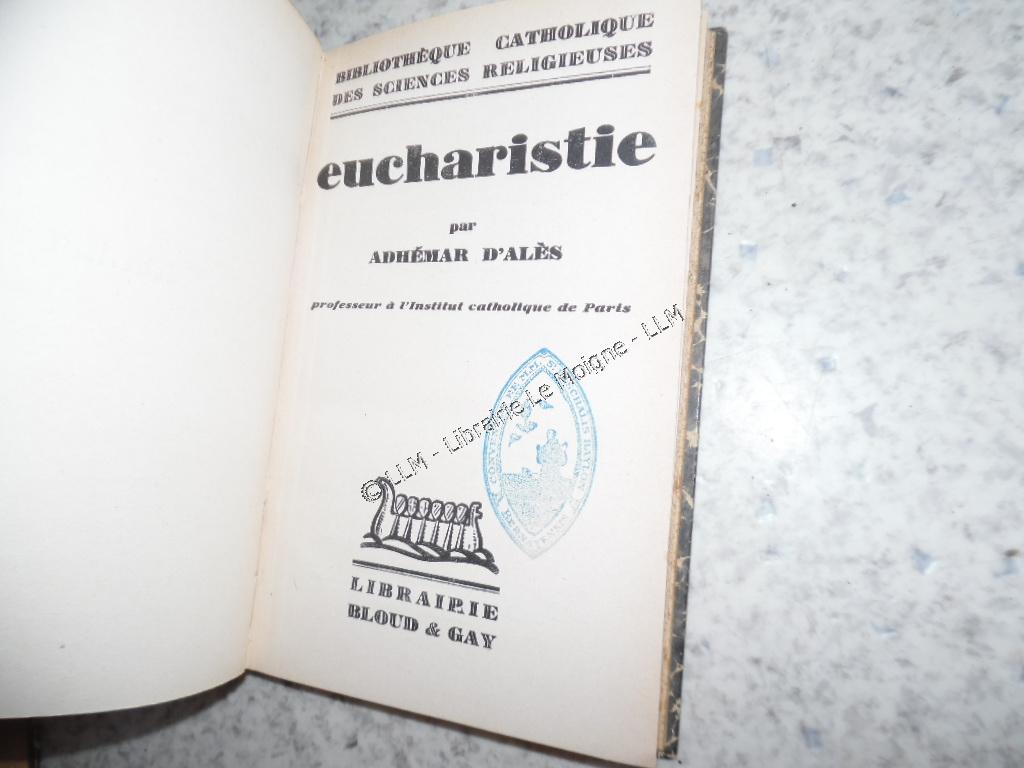 BIBLIOTHÈQUE CATHOLIQUE
DES SCIENCES RELIGIEUSES
eucharistie
par
ADHÉMAR D'ALÈS
professeur à l'Institut catholique de Paris
© LLM - Librairie Le Moigne - LLM
LIBRAIRIE
BLOUD & GAY